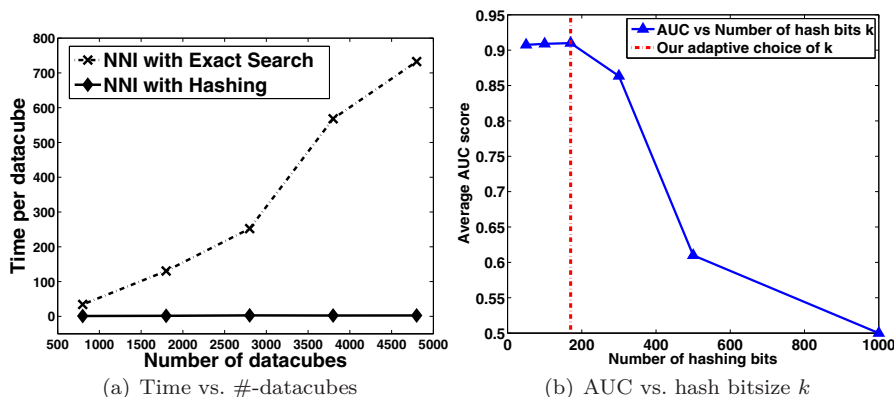 800
700
600
500
400
300
200
100
0
Time per datacube
NNI with Exact Search
NNI with Hashing
500 1000 1500 2000 2500 3000 3500 4000 4500 5000
Number of datacubes
(a) Time vs. #-datacubes
0.95
0.9
0.85
0.8
0.75
0.7
0.65
0.6
0.55
0.5
Average AUC score
AUC vs Number of hash bits k
Our adaptive choice of k
0 200 400 600 800 1000
Number of hashing bits
(b) AUC vs. hash bitsize k